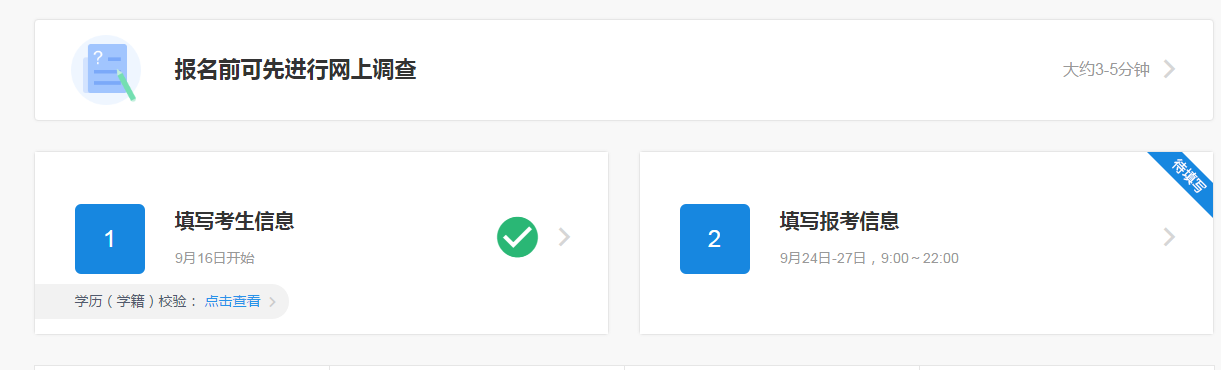 ?
报名前可先进行网上调查
大约3-5分钟
1
填写考生信息
9月16日开始
学历（学籍）校验： 点击查看
待填写
2
填写报考信息
9月24日-27日，9:00～22:00